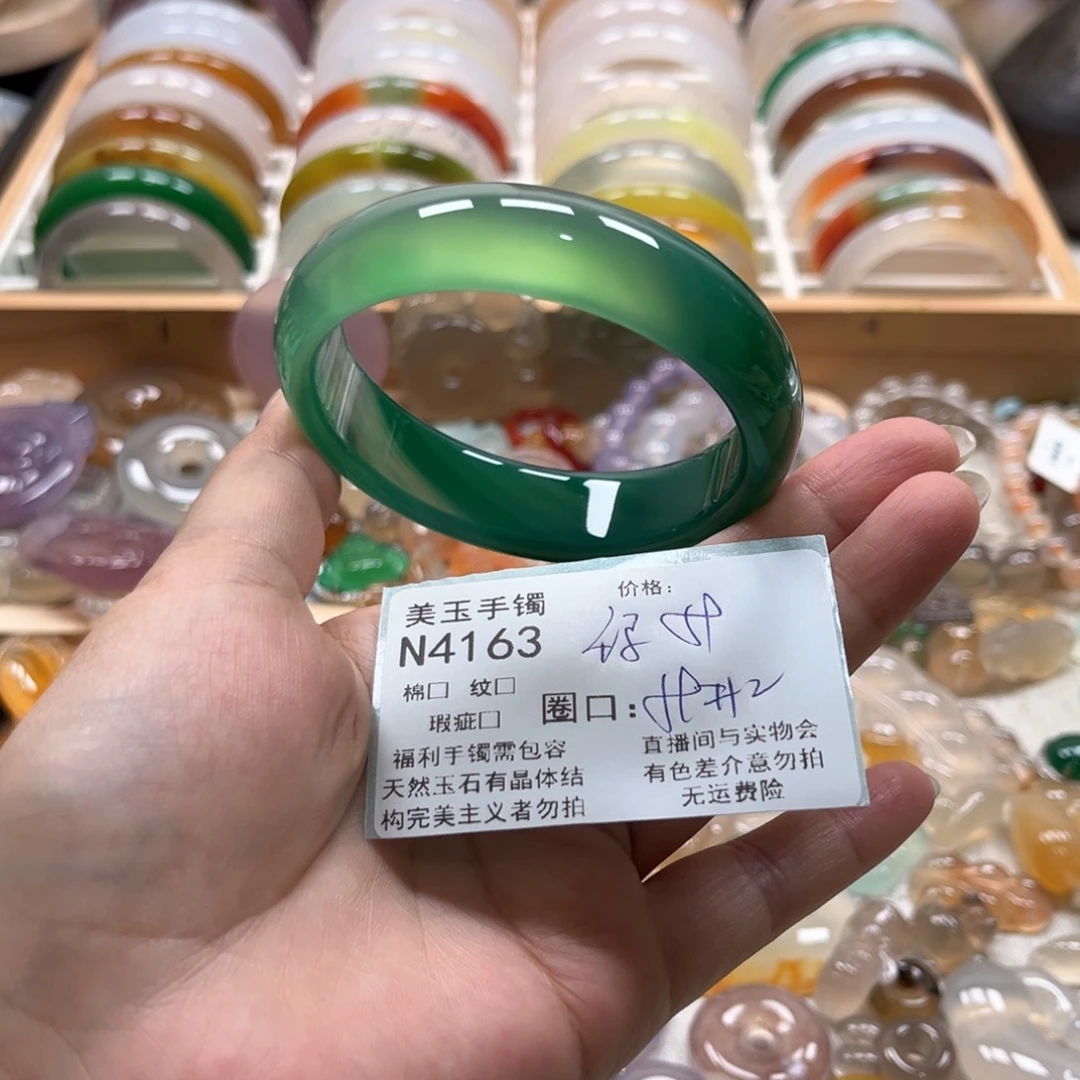 美玉手镯
N4163
价格：
棉□ 纹□
瑕疵□
圈口：
福利手镯需包容
天然玉石有晶体结
构完美主义者勿拍
直播间与实物会
有色差介意勿拍
无运费险